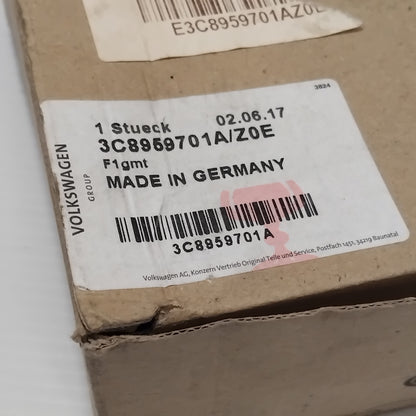 E3C8959701AZ0E
3824
1 Stueck 02.06.17
3C8959701A/Z0E
F1gmt
MADE IN GERMANY
VOLKSWAGEN
GROUP
3C8959701A
Volkswagen AG, Konzern Vertrieb Original Teile und Service, Postfach 1451, 34219 Baunatal